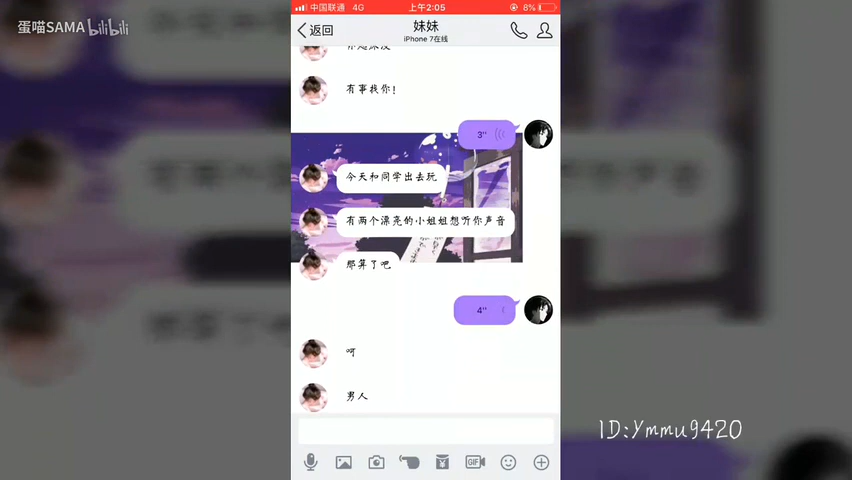 蛋喵SAMA bilibili
中国联通 4G 上午2:05 8%
返回 妹妹
iPhone 7在线
有事找你!
3"
今天和同学出去玩
有两个漂亮的小姐姐想听你声音
那算了吧
4"
呵
男人
GIF
ID:Ymmu9420